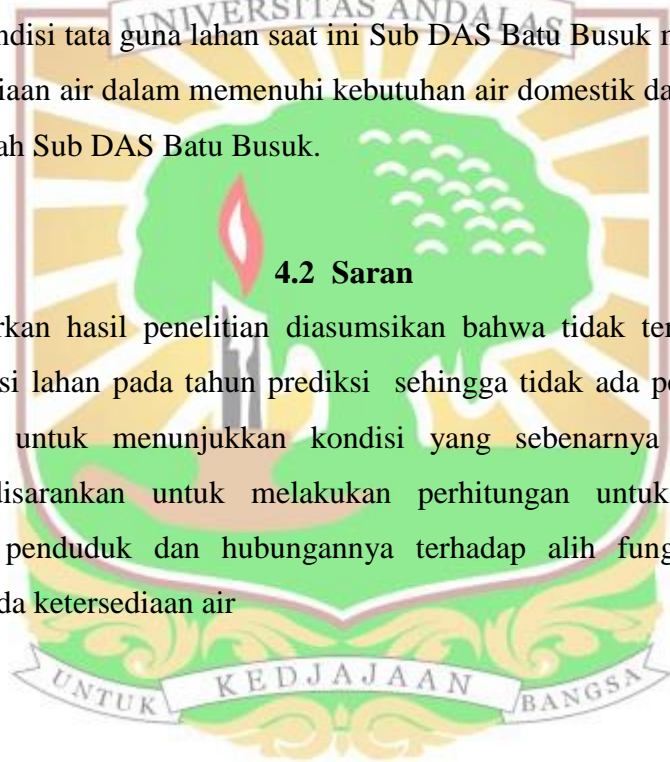 UNIVERSITAS ANDALAS
ndisi tata guna lahan saat ini Sub DAS Batu Busuk
iaan air dalam memenuhi kebutuhan air domestik da
ah Sub DAS Batu Busuk.
4.2 Saran
rkan hasil penelitian diasumsikan bahwa tidak ter
si lahan pada tahun prediksi sehingga tidak ada pe
untuk menunjukkan kondisi yang sebenarnya
disarankan untuk melakukan perhitungan untuk
penduduk dan hubungannya terhadap alih fung
da ketersediaan air
UNTUK KEDJAJAAN BANGSA